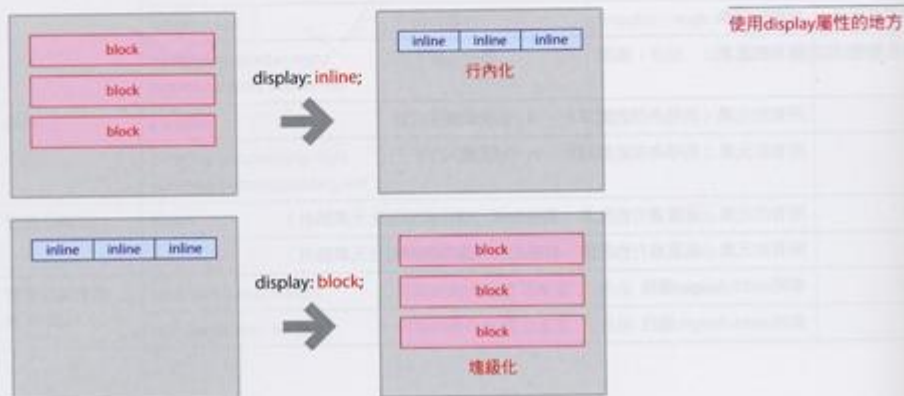 使用display屬性的地方
block
block
block
display: inline;
inline inline inline
行內化
inline inline inline
display: block;
block
block
block
塊級化